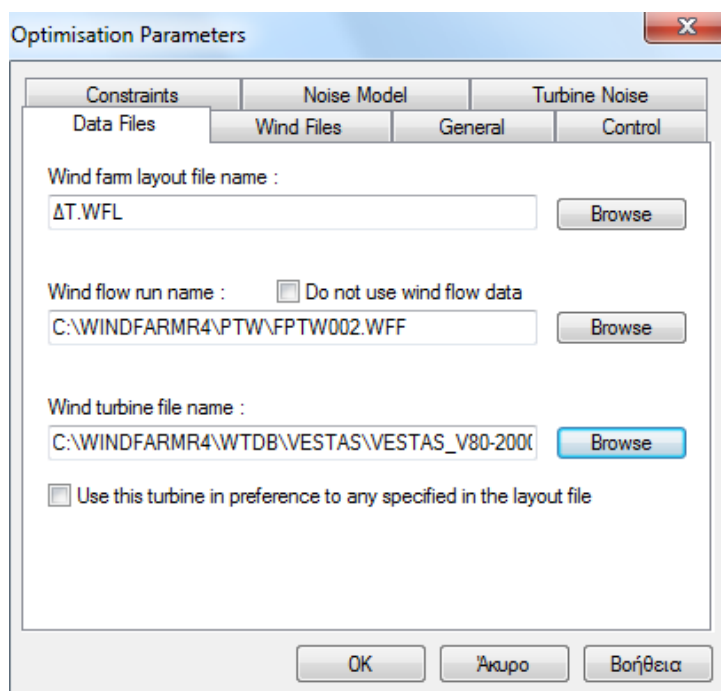 Optimisation Parameters
Constraints Noise Model Turbine Noise
Data Files Wind Files General Control
Wind farm layout file name :
ΔT.WFL Browse
Wind flow run name : Do not use wind flow data
C:\WINDFARMR4\PTW\FPTW002.WFF Browse
Wind turbine file name :
C:\WINDFARMR4\WTDB\VESTAS\VESTAS_V80-200 Browse
Use this turbine in preference to any specified in the layout file
OK Άκυρο Βοήθεια